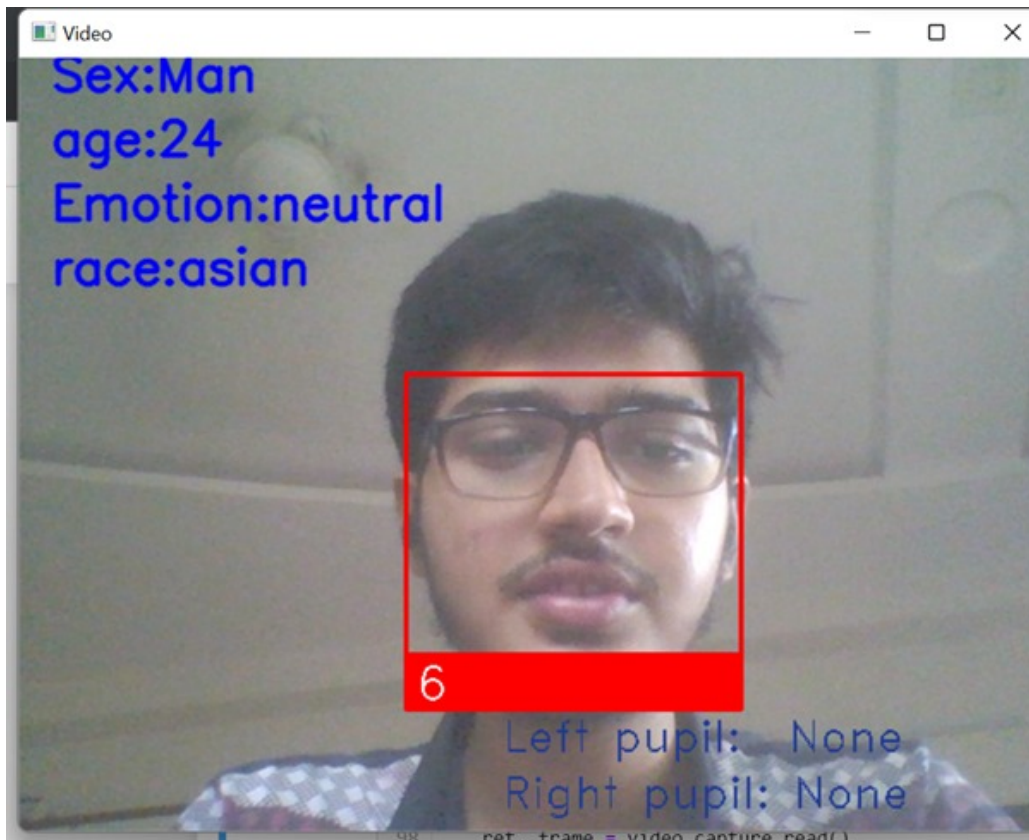 Video
Sex:Man
age:24
Emotion:neutral
race:asian
6
Left pupil: None
Right pupil: None
98 ret, frame = video_capture.read()